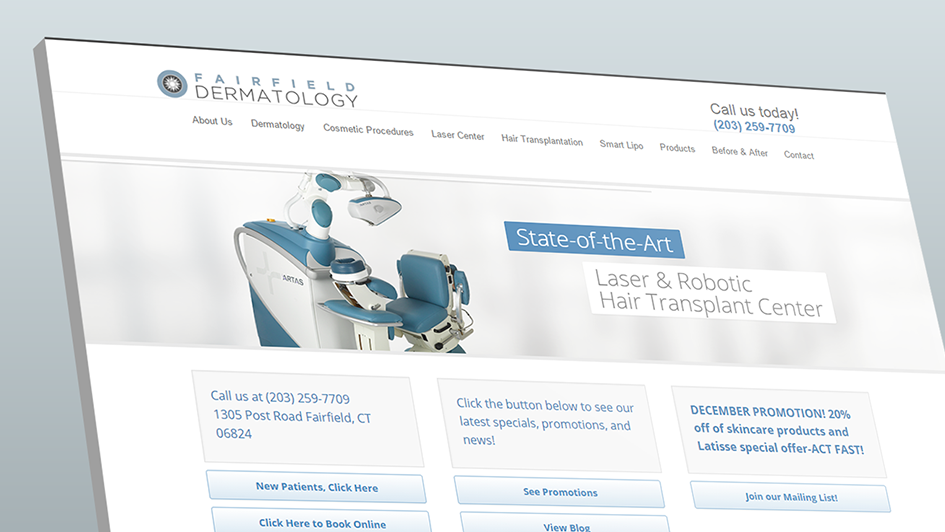 FAIRFIELD
DERMATOLOGY
Call us today!
(203) 259-7709
About Us
Dermatology
Cosmetic Procedures
Laser Center
Hair Transplantation
Smart Lipo
Products
Before & After
Contact
ARTAS
State-of-the-Art
Laser & Robotic
Hair Transplant Center
Call us at (203) 259-7709
1305 Post Road Fairfield, CT
06824
New Patients, Click Here
Click Here to Book Online
Click the button below to see our
latest specials, promotions, and
news!
See Promotions
View Blog
DECEMBER PROMOTION! 20%
off of skincare products and
Latisse special offer-ACT FAST!
Join our Mailing List!